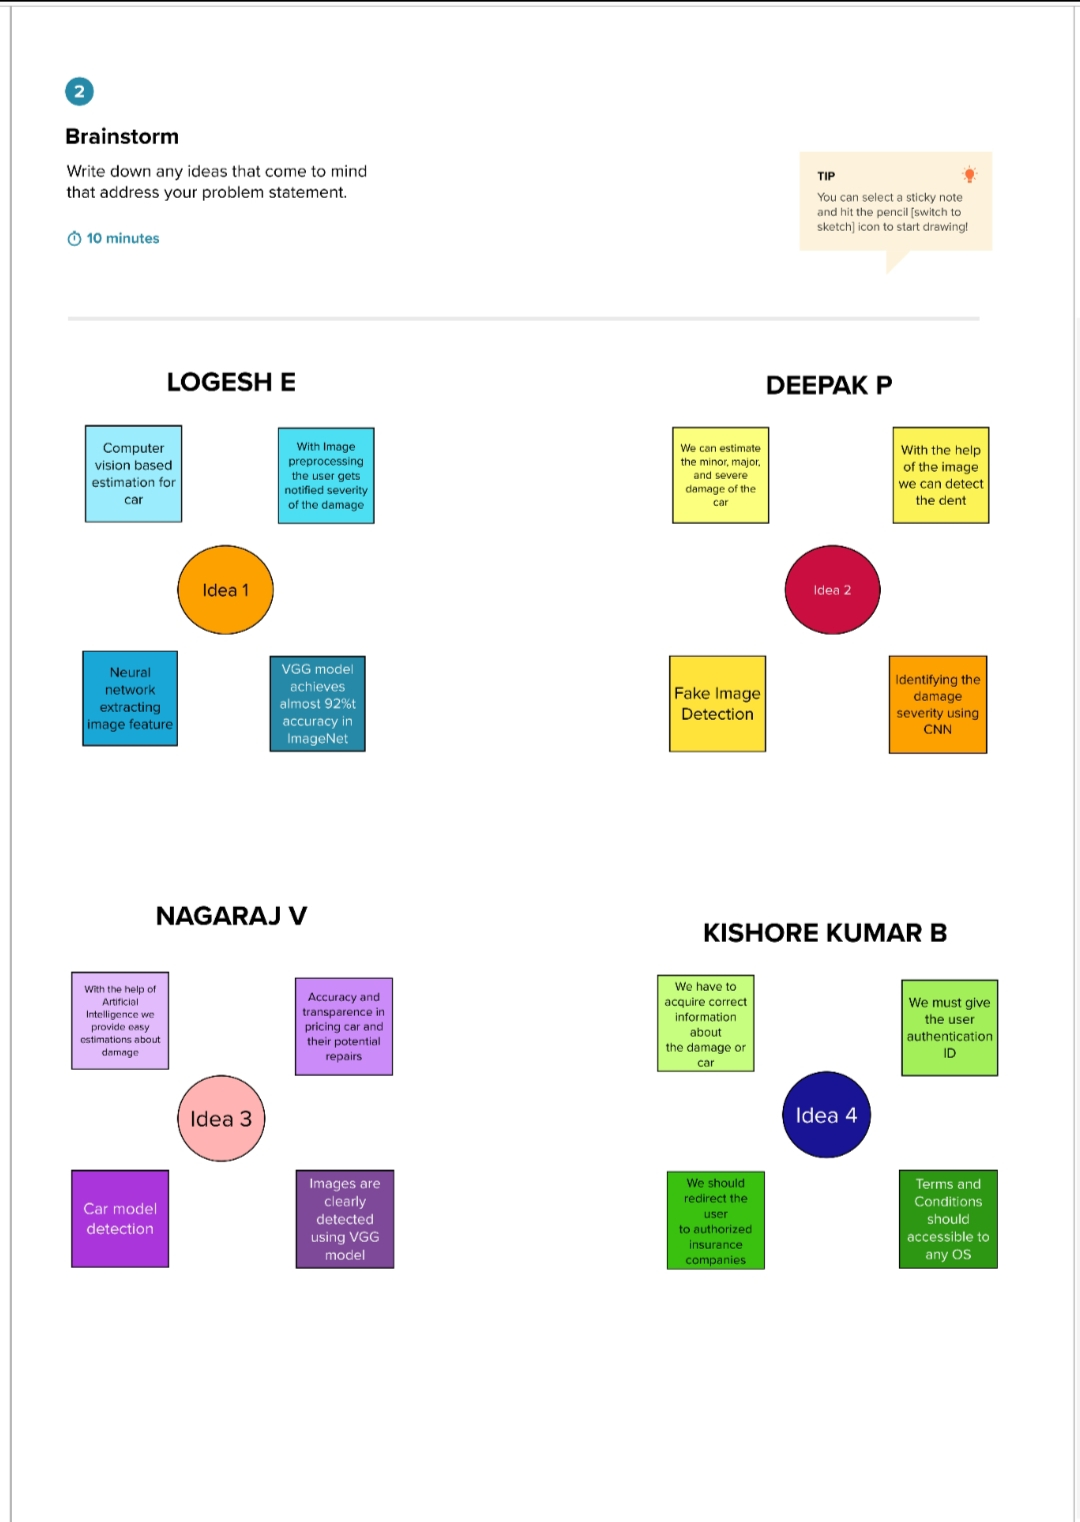 2
Brainstorm
Write down any ideas that come to mind
that address your problem statement.
10 minutes
TIP
You can select a sticky note
and hit the pencil [switch to
sketch] icon to start drawing!
LOGESH E
Computer
vision based
estimation for
car
With Image
preprocessing
the user gets
notified severity
of the damage
Idea 1
Neural
network
extracting
image feature
VGG model
achieves
almost 92%t
accuracy in
ImageNet
DEEPAK P
We can estimate
the minor, major,
and severe
damage of the
car
With the help
of the image
we can detect
the dent
Idea 2
Fake Image
Detection
Identifying the
damage
severity using
CNN
NAGARAJ V
With the help of
Artificial
Intelligence we
provide easy
estimations about
damage
Accuracy and
transparence in
pricing car and
their potential
repairs
Idea 3
Car model
detection
Images are
clearly
detected
using VGG
model
KISHORE KUMAR B
We have to
acquire correct
information
about
the damage or
car
We must give
the user
authentication
ID
Idea 4
We should
redirect the
user
to authorized
insurance
companies
Terms and
Conditions
should
accessible to
any OS